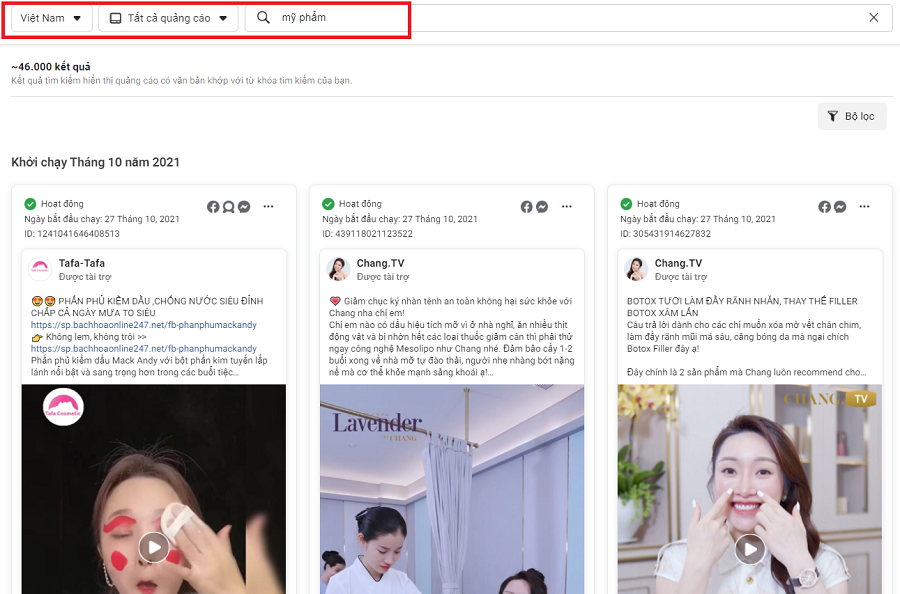 Việt Nam
Tất cả quảng cáo
mỹ phẩm
~46.000 kết quả
Kết quả tìm kiếm hiển thị quảng cáo có văn bản khớp với từ khóa tìm kiếm của bạn.
Bộ lọc
Khởi chạy Tháng 10 năm 2021
Hoạt động
Ngày bắt đầu chạy: 27 Tháng 10, 2021
ID: 1241041646408513
Tafa-Tafa
Được tài trợ
😍😍 PHẤN PHỦ KIỀM DẦU ,CHỐNG NƯỚC SIÊU ĐỈNH
CHẤP CẢ NGÀY MƯA TO SIÊU
https://sp.bachhoaonline247.net/fb-phanphumackandy
👉 Không lem, không trôi >>
https://sp.bachhoaonline247.net/fb-phanphumackandy
Phấn phủ kiềm dầu Mack Andy với bột phấn kim tuyến lấp
lánh nổi bật và sang trọng hơn trong các buổi tiệc...
Tafa Cosmetic
Hoạt động
Ngày bắt đầu chạy: 27 Tháng 10, 2021
ID: 439118021123522
Chang.TV
Được tài trợ
💗 Giảm chục ký nhàn tênh an toàn không hại sức khỏe với
Chang nha chị em!
Chị em nào có dấu hiệu tích mỡ vì ở nhà nghỉ, ăn nhiều thịt
động vật và bị nhờn hết các loại thuốc giảm cân thì phải thử
ngay công nghệ Mesolipo như Chang nhé. Đảm bảo cấy 1-2
tuổi xong về nhà mỡ tự đào thải, người nhẹ nhàng bớt nặng
nề mà cơ thể khỏe mạnh sảng khoái ạ!...
Lavender
BY CHANG
Hoạt động
Ngày bắt đầu chạy: 27 Tháng 10, 2021
ID: 305431914627832
Chang.TV
Được tài trợ
BOTOX TƯƠI LÀM ĐẦY RÃNH NHĂN, THAY THẾ FILLER
BOTOX XÂM LẤN
Câu trả lời dành cho các chị muốn xóa mờ vết chân chim,
làm đầy rãnh mũi má sâu, căng bóng da mà ngại chích
Botox Filler đây ạ!
Đây chính là 2 sản phẩm mà Chang luôn recommend cho...
CHANG TV